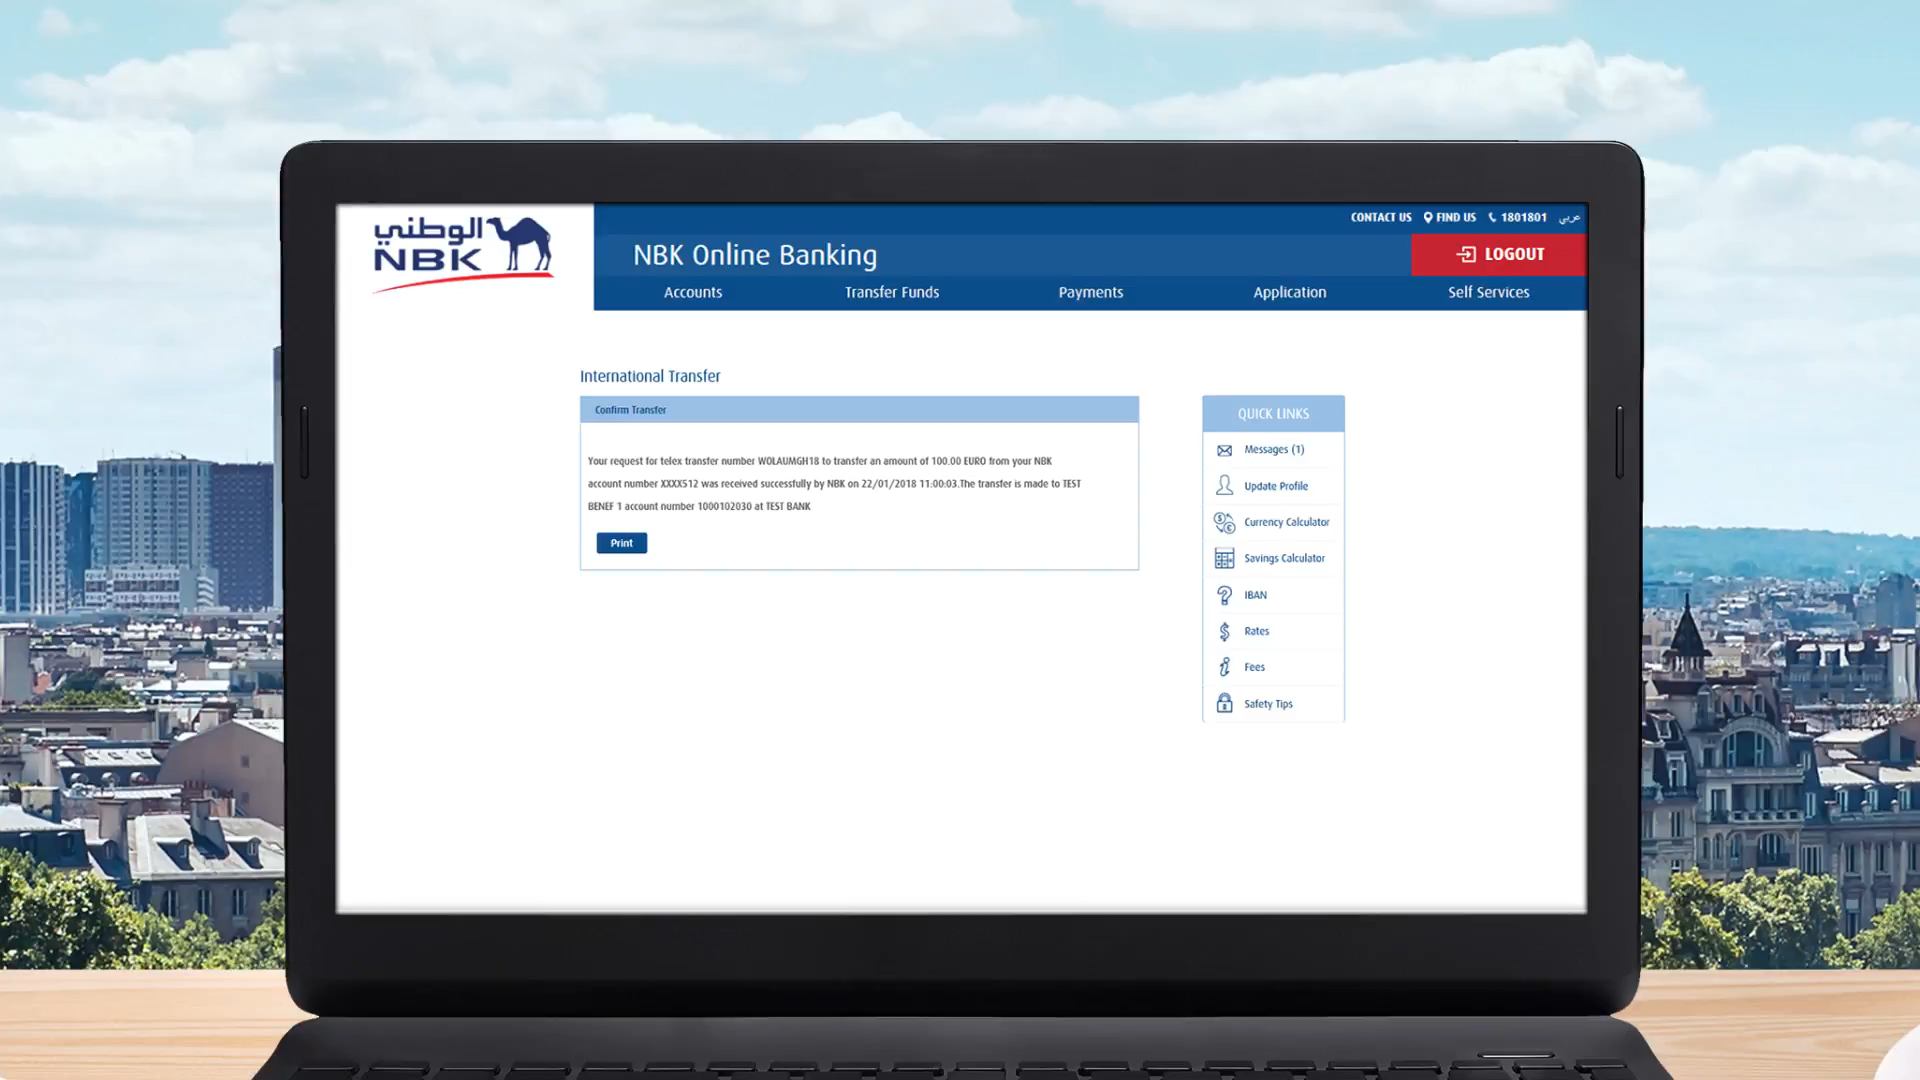 الوطني
NBK
CONTACT US FIND US 1801801 عربي
NBK Online Banking
LOGOUT
Accounts Transfer Funds Payments Application Self Services
International Transfer
Confirm Transfer
Your request for telex transfer number WOLAUMGH18 to transfer an amount of 100.00 EURO from your NBK
account number XXXX512 was received successfully by NBK on 22/01/2018 11:00:03.The transfer is made to TEST
BENEF 1 account number 1000102030 at TEST BANK
Print
QUICK LINKS
Messages (1)
Update Profile
Currency Calculator
Savings Calculator
IBAN
Rates
Fees
Safety Tips